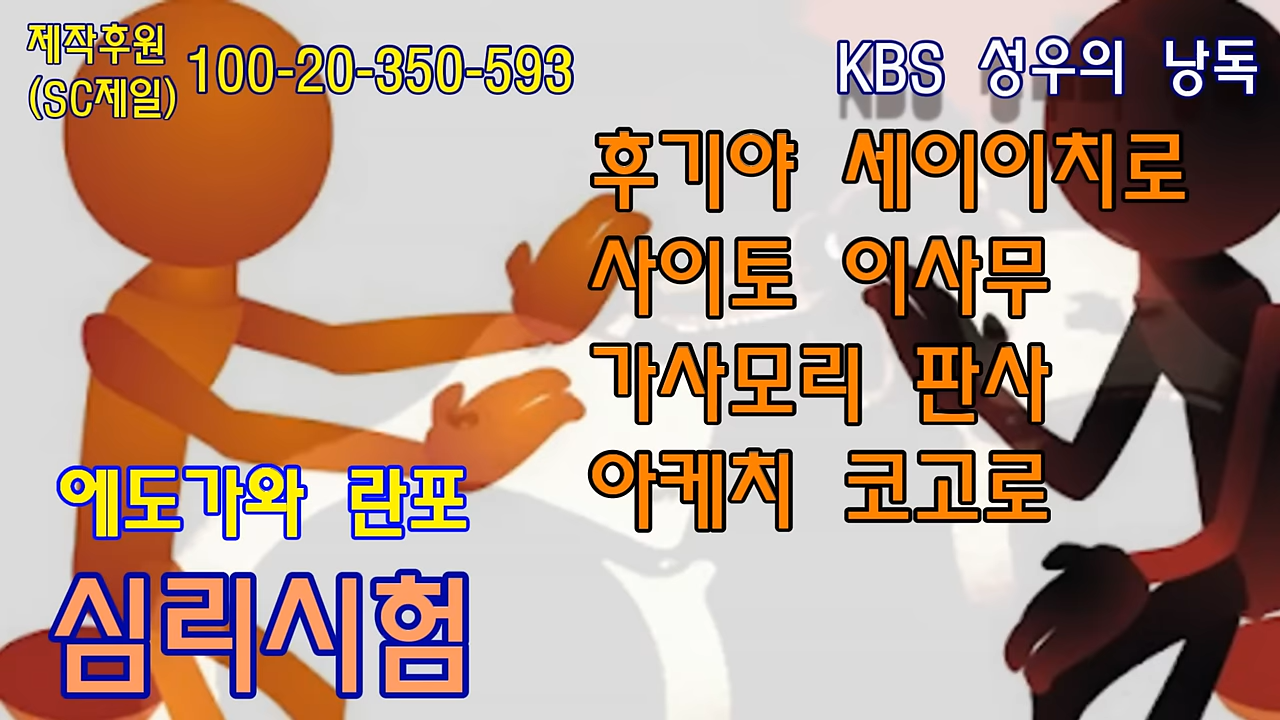 제작후원
(SC제일) 100-20-350-593
KBS 성우의 낭독
후기야 세이이치로
사이토 이사무
가사모리 판사
아케치 코고로
에도가와 란포
심리시험